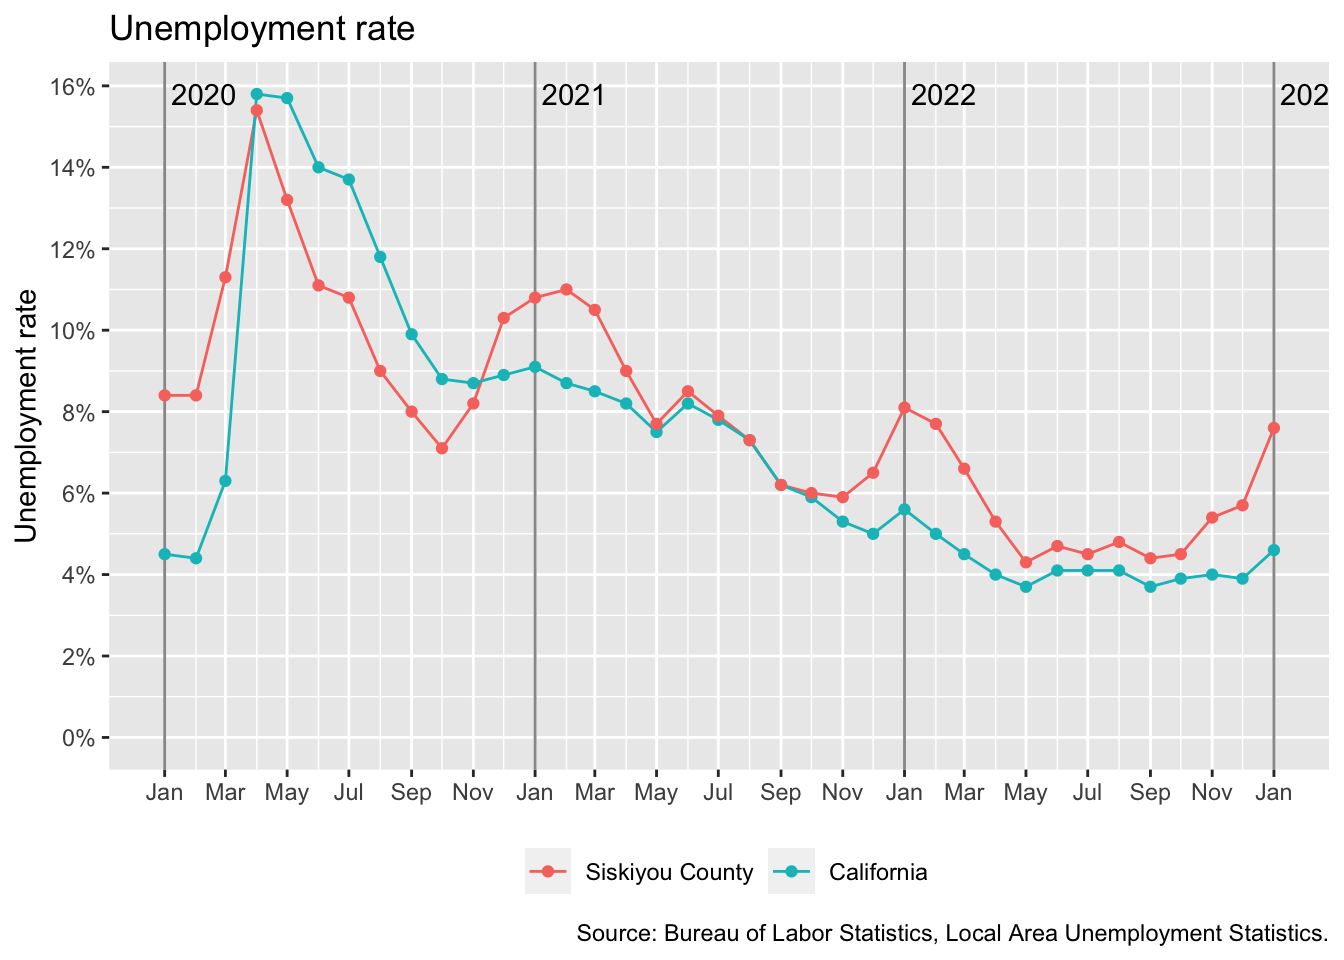 Unemployment rate
16%
14%
12%
10%
8%
6%
4%
2%
0%
Unemployment rate
2020 2021 2022 202
Jan Mar May Jul Sep Nov Jan Mar May Jul Sep Nov Jan Mar May Jul Sep Nov Jan
Siskiyou County California
Source: Bureau of Labor Statistics, Local Area Unemployment Statistics.